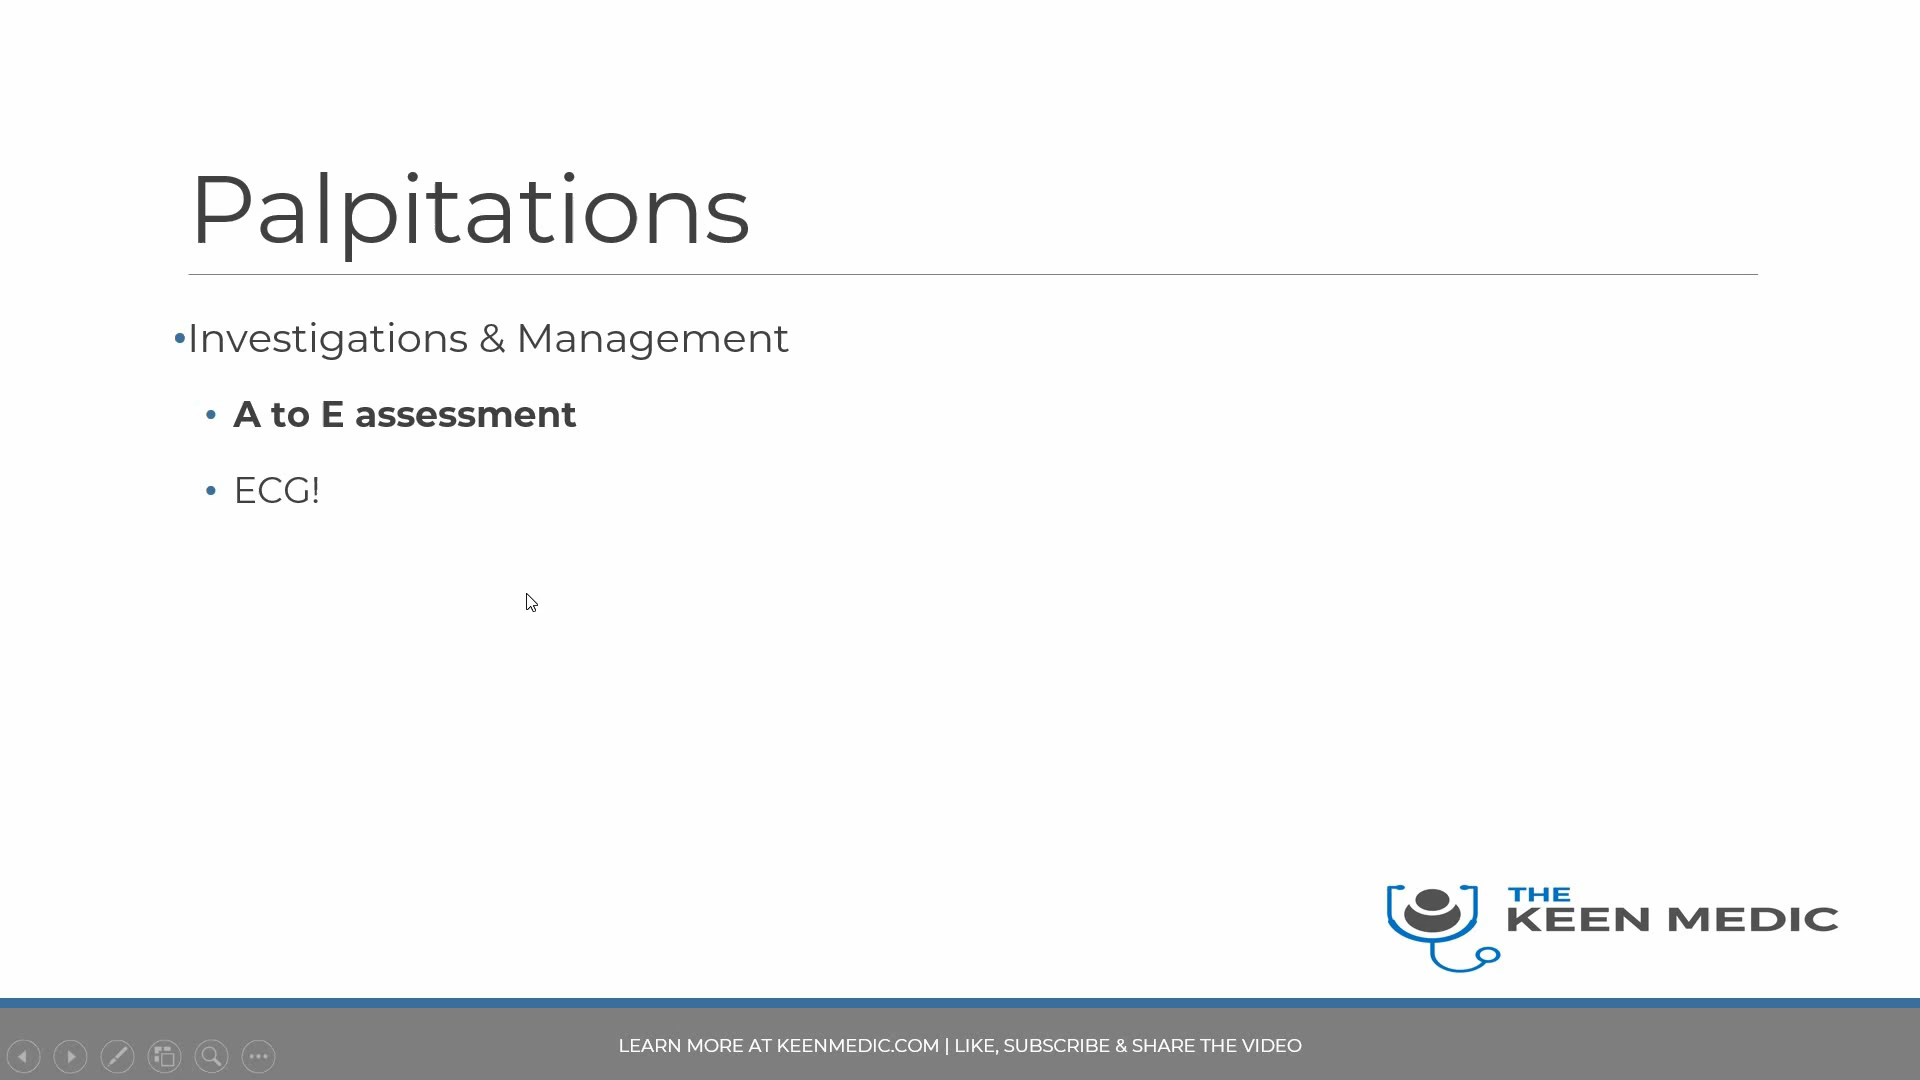 Palpitations
•Investigations & Management
• A to E assessment
• ECG!
THE
KEEN MEDIC
LEARN MORE AT KEENMEDIC.COM | LIKE, SUBSCRIBE & SHARE THE VIDEO